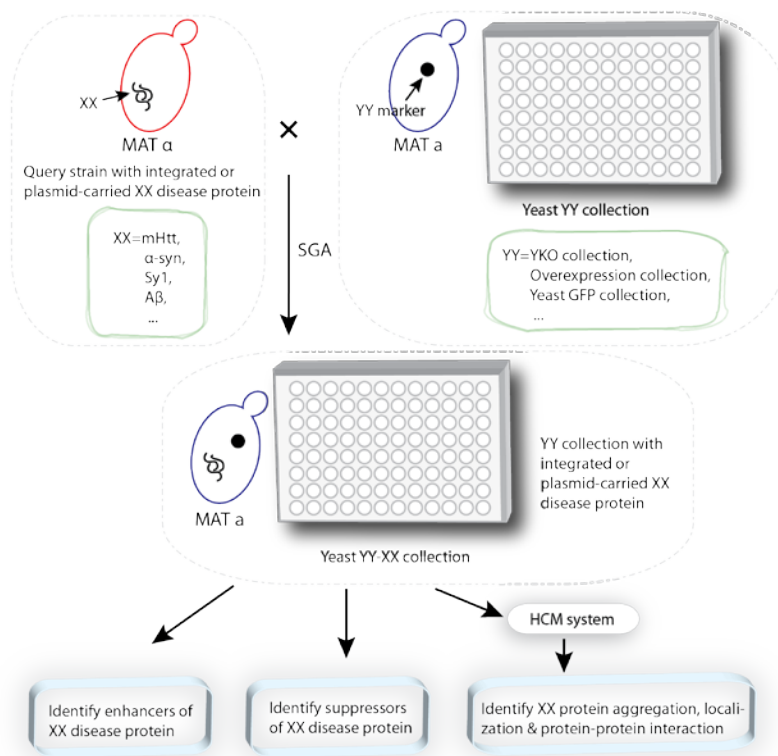 XX
MAT α
Query strain with integrated or
plasmid-carried XX disease protein
XX=mHtt,
α-syn,
Sy1,
Aβ,
...
×
YY marker
MAT a
Yeast YY collection
YY=YKO collection,
Overexpression collection,
Yeast GFP collection,
...
SGA
MAT a
Yeast YY-XX collection
YY collection with
integrated or
plasmid-carried XX
disease protein
HCM system
Identify enhancers of
XX disease protein
Identify suppressors
of XX disease protein
Identify XX protein aggregation, locali-
zation & protein-protein interaction